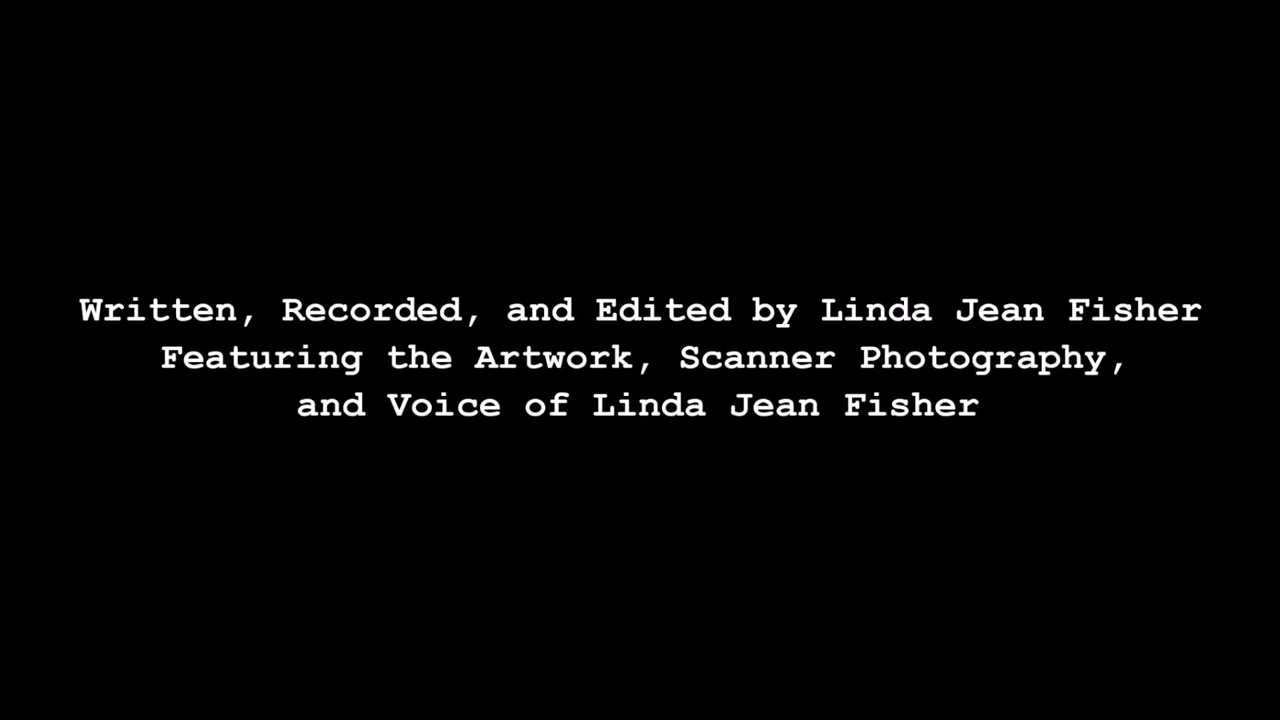 Written, Recorded, and Edited by Linda Jean Fisher
Featuring the Artwork, Scanner Photography,
and Voice of Linda Jean Fisher